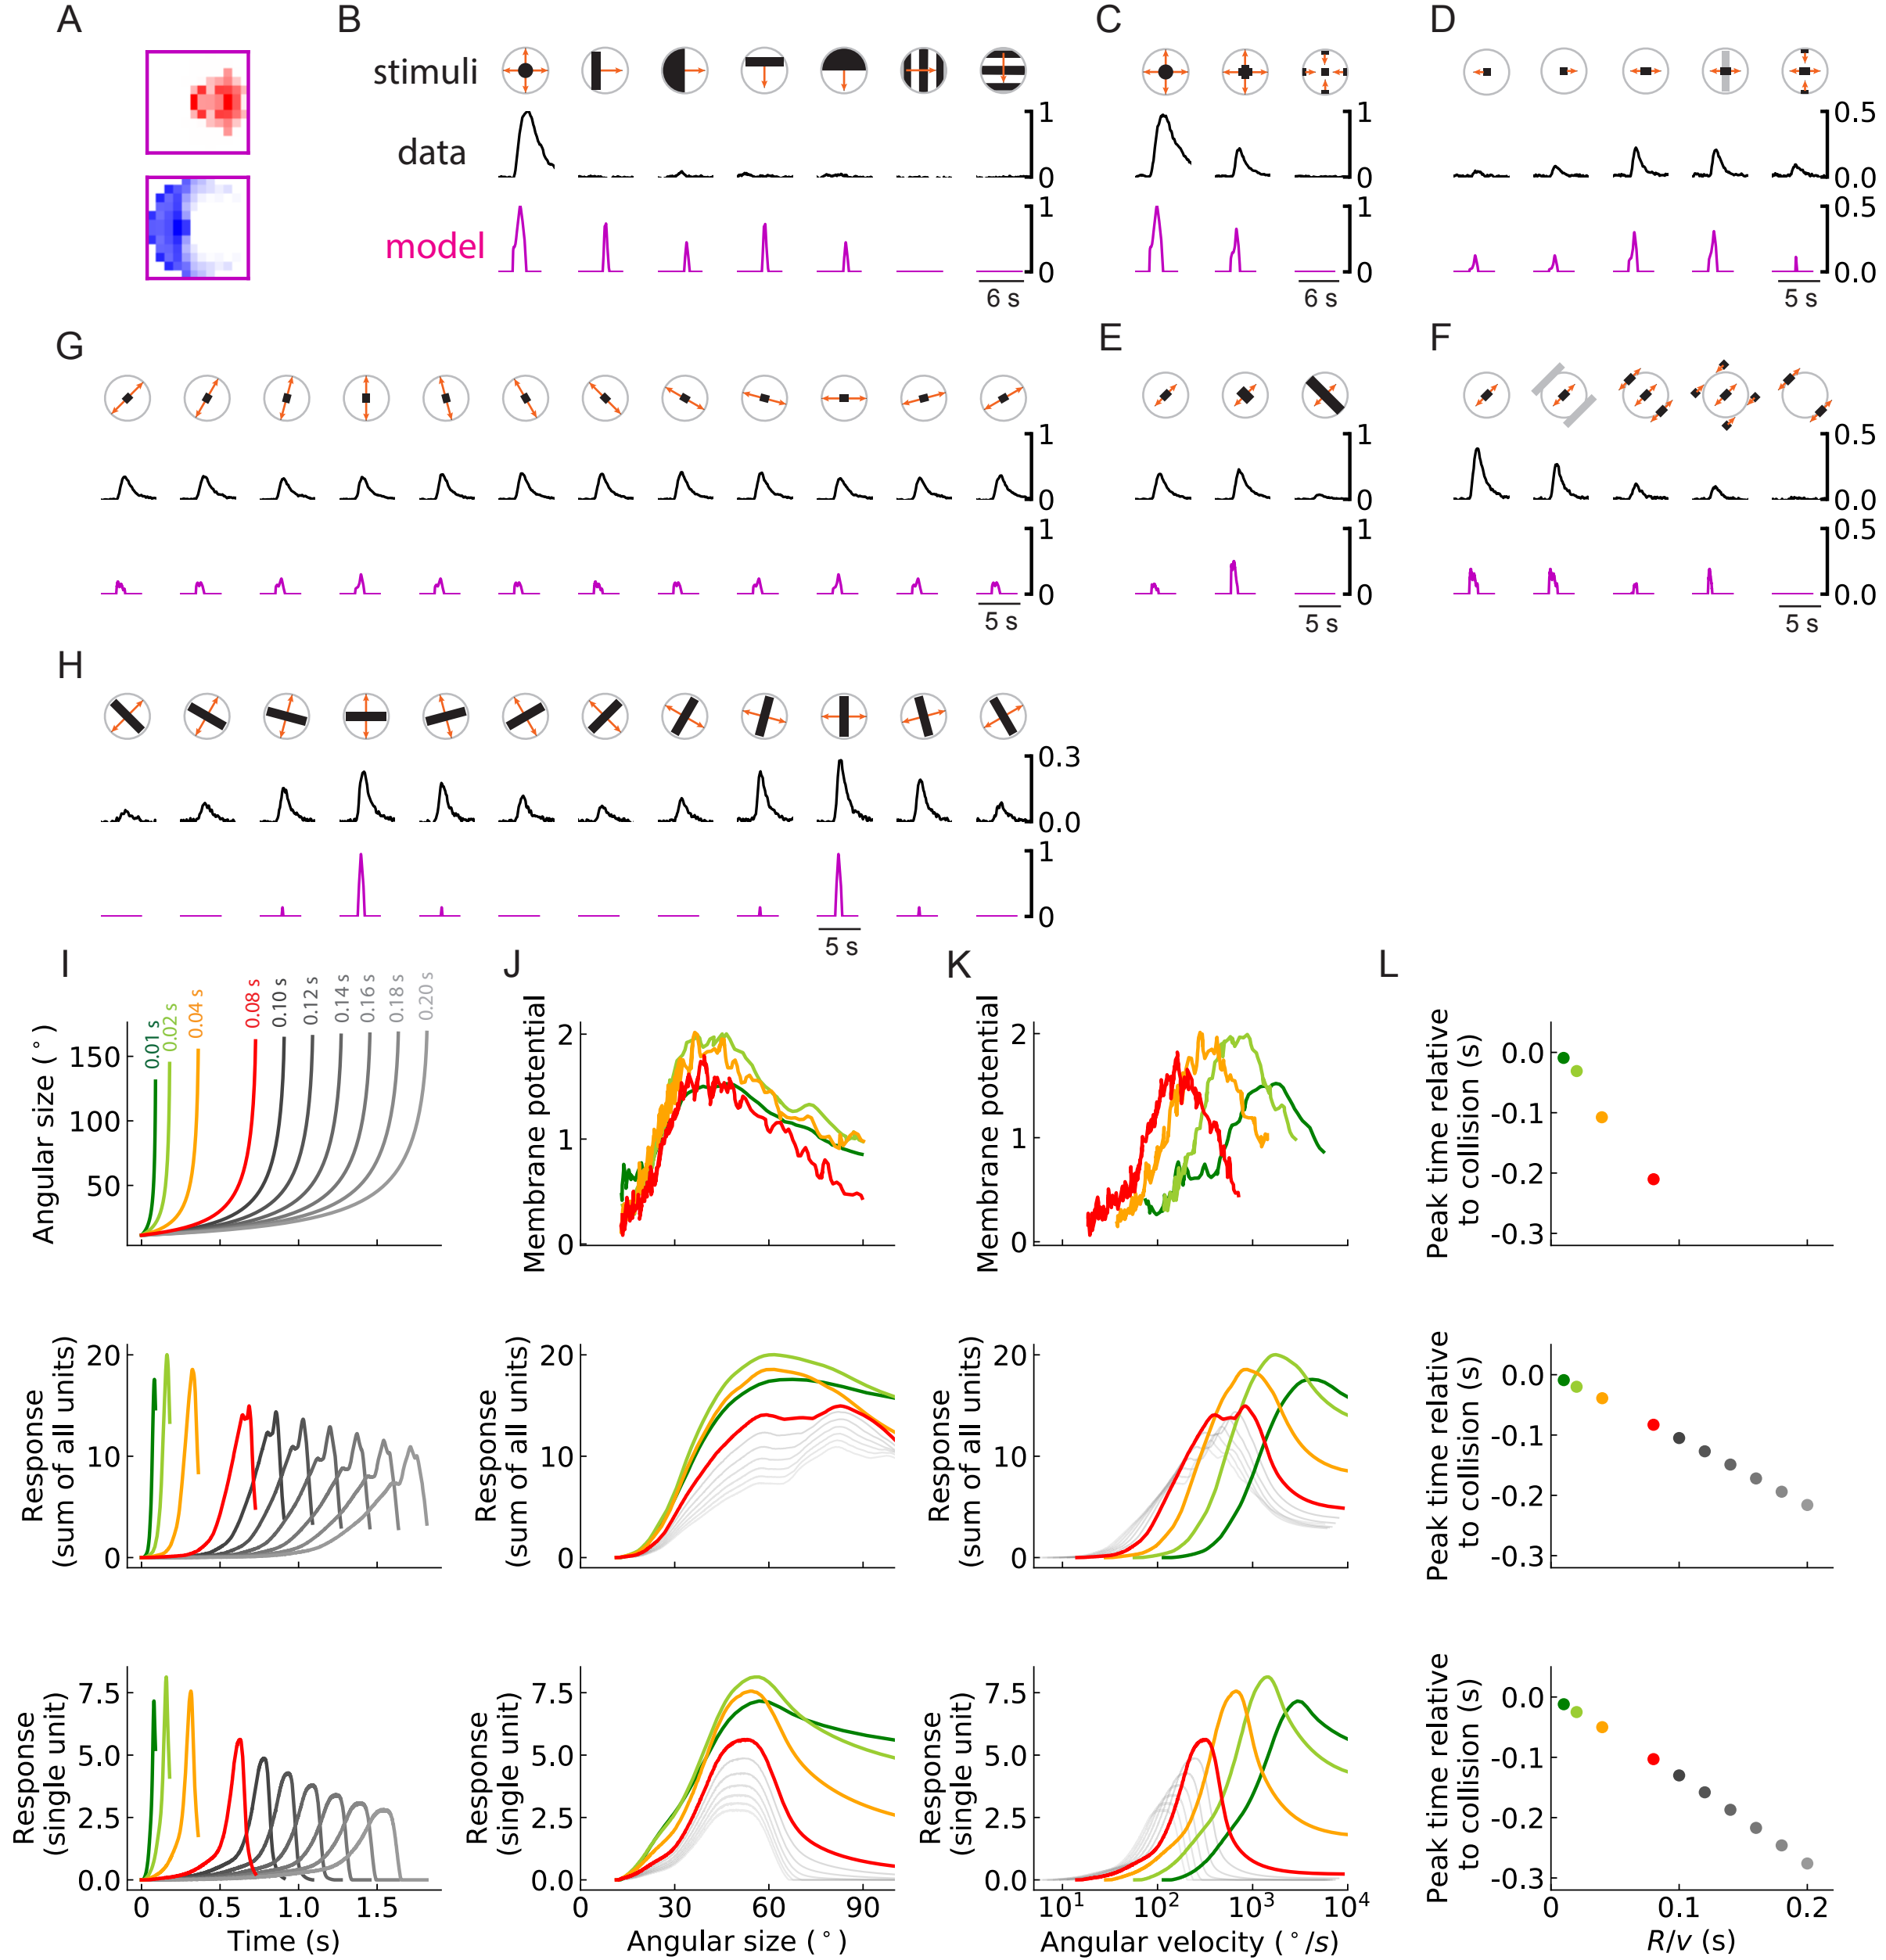 A
B
C
D
stimuli
data
model
1
0
1
0
6 s
1
0
1
0
6 s
0.5
0.0
0.5
0.0
5 s
G
E
F
1
0
1
0
5 s
1
0
1
0
5 s
0.5
0.0
0.5
0.0
5 s
H
0.3
0.0
1
0
5 s
I
J
K
L
0.01 s
0.02 s
0.04 s
0.08 s
0.10 s
0.12 s
0.14 s
0.16 s
0.18 s
0.20 s
Angular size (°)
150
100
50
Membrane potential
2
1
0
Membrane potential
2
1
0
Peak time relative
to collision (s)
0.0
-0.1
-0.2
-0.3
Response
(sum of all units)
20
10
0
Response
(sum of all units)
20
10
0
Response
(sum of all units)
20
10
0
Peak time relative
to collision (s)
0.0
-0.1
-0.2
-0.3
Response
(single unit)
7.5
5.0
2.5
0.0
0 0.5 1.0 1.5
Time (s)
Response
(single unit)
7.5
5.0
2.5
0.0
0 30 60 90
Angular size (°)
Response
(single unit)
7.5
5.0
2.5
0.0
10¹ 10² 10³ 10⁴
Angular velocity (°/s)
Peak time relative
to collision (s)
0.0
-0.1
-0.2
-0.3
0 0.1 0.2
R/v (s)